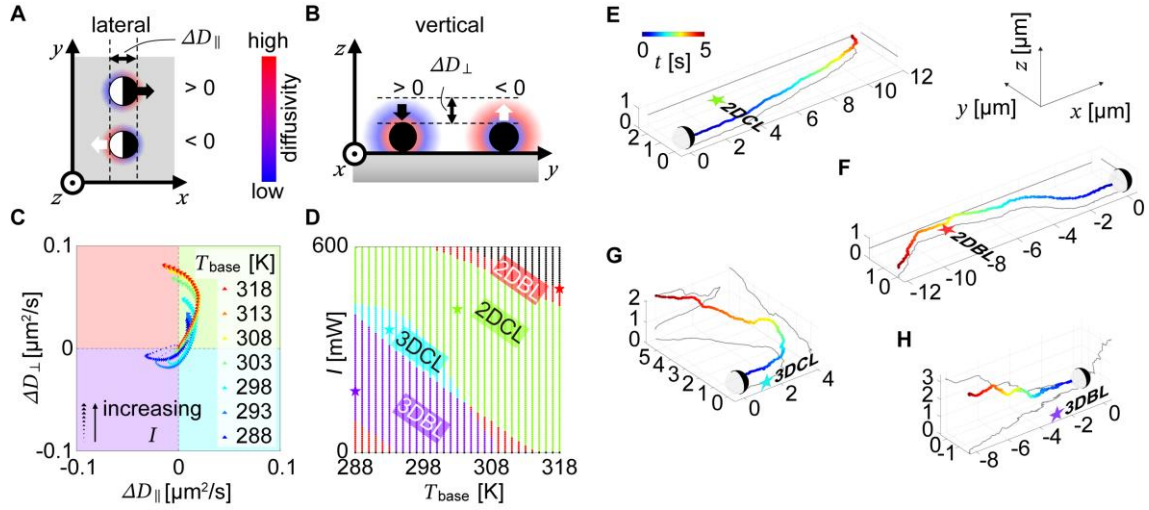 A
lateral
ΔD∥
y
> 0
< 0
z
x
high
diffusivity
low
B
vertical
z
ΔD⊥
> 0
< 0
x
y
C
0.1
0
-0.1
ΔD⊥ [μm²/s]
T_base [K]
318
313
308
303
298
293
288
increasing
I
-0.1
0
0.1
ΔD∥ [μm²/s]
D
600
I [mW]
0
2DBL
2DCL
3DCL
3DBL
288
298
308
318
T_base [K]
E
0
5
t [s]
1
0
2
1
0
0
2
4
6
8
10
12
2DCL
z [μm]
y [μm]
x [μm]
F
1
0
1
0
-12
-10
-8
-6
-4
-2
0
2DBL
G
2
1
0
5
4
3
2
1
0
0
2
4
3DCL
H
3
2
1
0
-1
-8
-6
-4
-2
0
3DBL